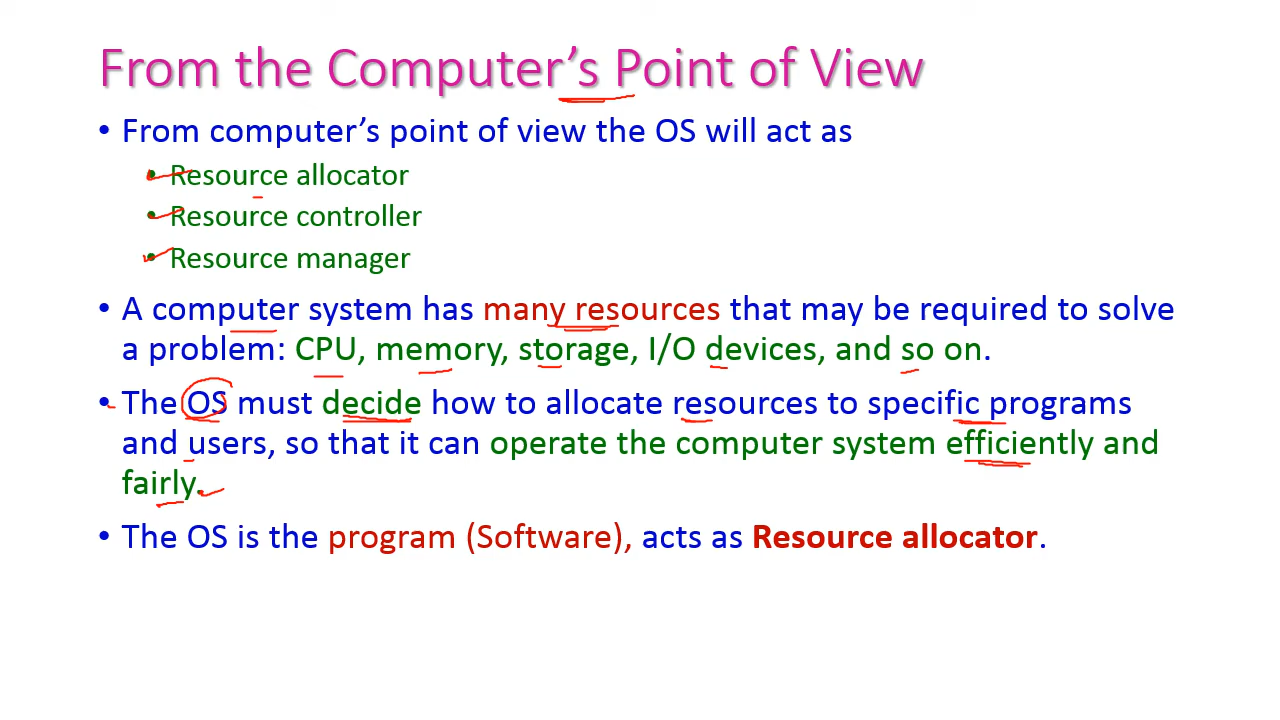 From the Computer’s Point of View
• From computer’s point of view the OS will act as
• Resource allocator
• Resource controller
• Resource manager
• A computer system has many resources that may be required to solve
a problem: CPU, memory, storage, I/O devices, and so on.
• The OS must decide how to allocate resources to specific programs
and users, so that it can operate the computer system efficiently and
fairly.
• The OS is the program (Software), acts as Resource allocator.